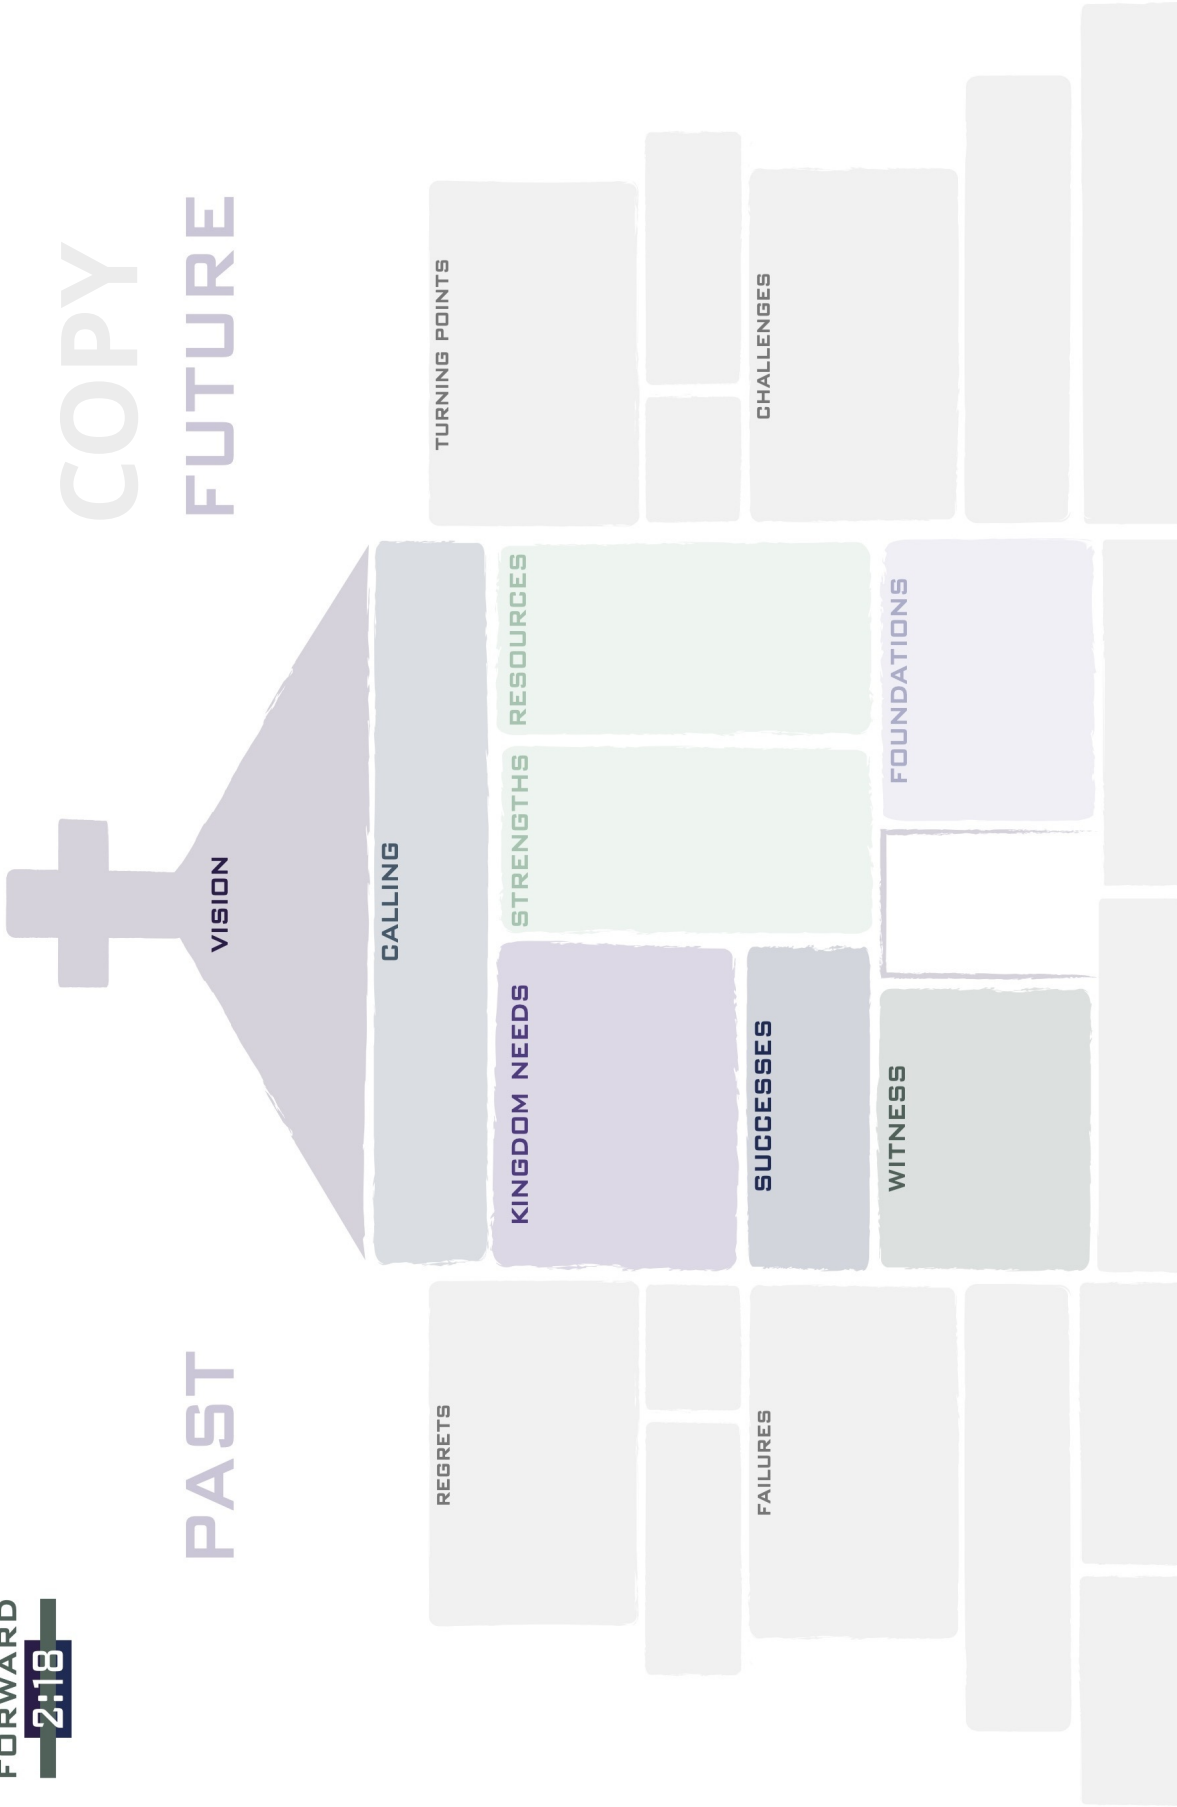 FORWARD
2:18
COPY
PAST
FUTURE
VISION
CALLING
REGRETS
TURNING POINTS
KINGDOM NEEDS
STRENGTHS
RESOURCES
FAILURES
SUCCESSES
CHALLENGES
WITNESS
FOUNDATIONS